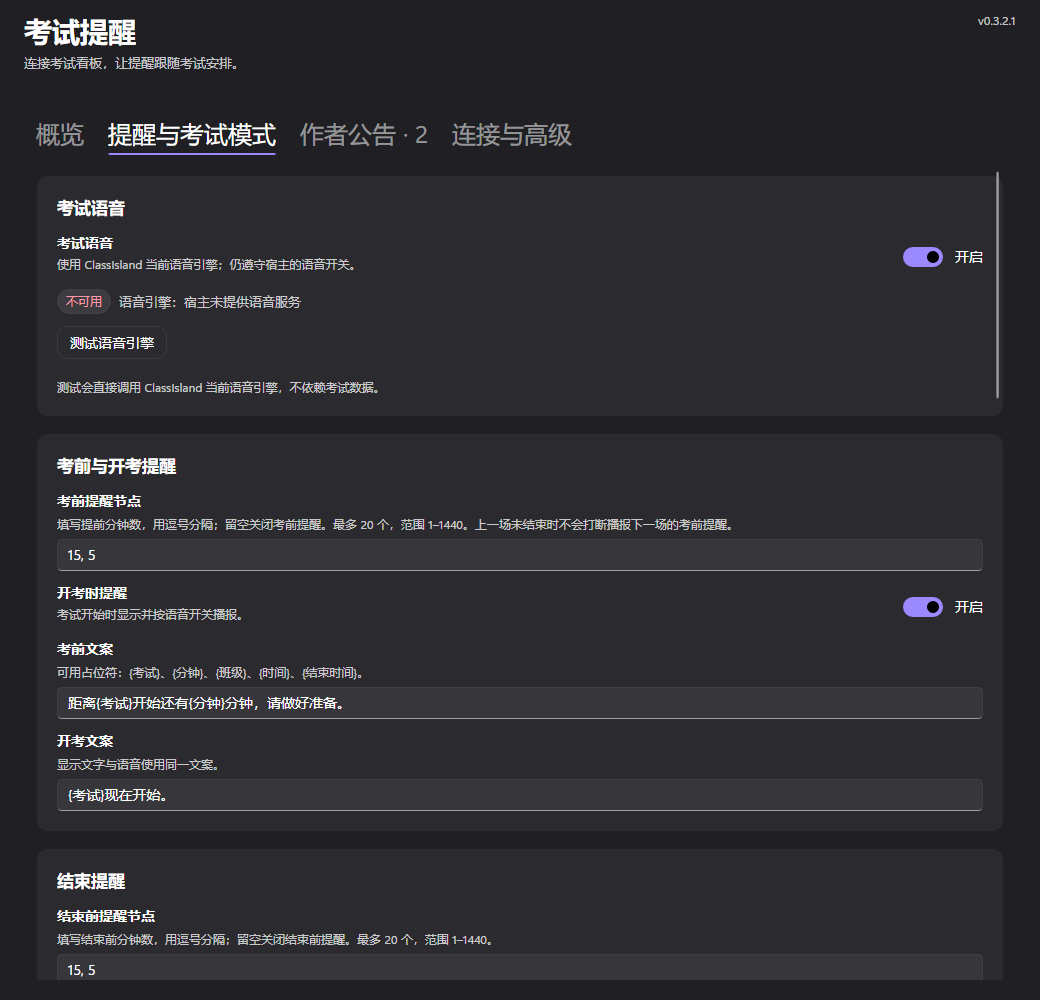 考试提醒
v0.3.2.1
连接考试看板，让提醒跟随考试安排。
概览 提醒与考试模式 作者公告 · 2 连接与高级
考试语音
考试语音
使用 ClassIsland 当前语音引擎；仍遵守宿主的语音开关。
开启
不可用 语音引擎：宿主未提供语音服务
测试语音引擎
测试会直接调用 ClassIsland 当前语音引擎，不依赖考试数据。
考前与开考提醒
考前提醒节点
填写提前分钟数，用逗号分隔；留空关闭考前提醒。最多 20 个，范围 1–1440。上一场未结束时不会打断播报下一场的考前提醒。
15, 5
开考时提醒
考试开始时显示并按语音开关播报。
开启
考前文案
可用占位符：{考试}、{分钟}、{班级}、{时间}、{结束时间}。
距离{考试}开始还有{分钟}分钟，请做好准备。
开考文案
显示文字与语音使用同一文案。
{考试}现在开始。
结束提醒
结束前提醒节点
填写结束前分钟数，用逗号分隔；留空关闭结束前提醒。最多 20 个，范围 1–1440。
15, 5